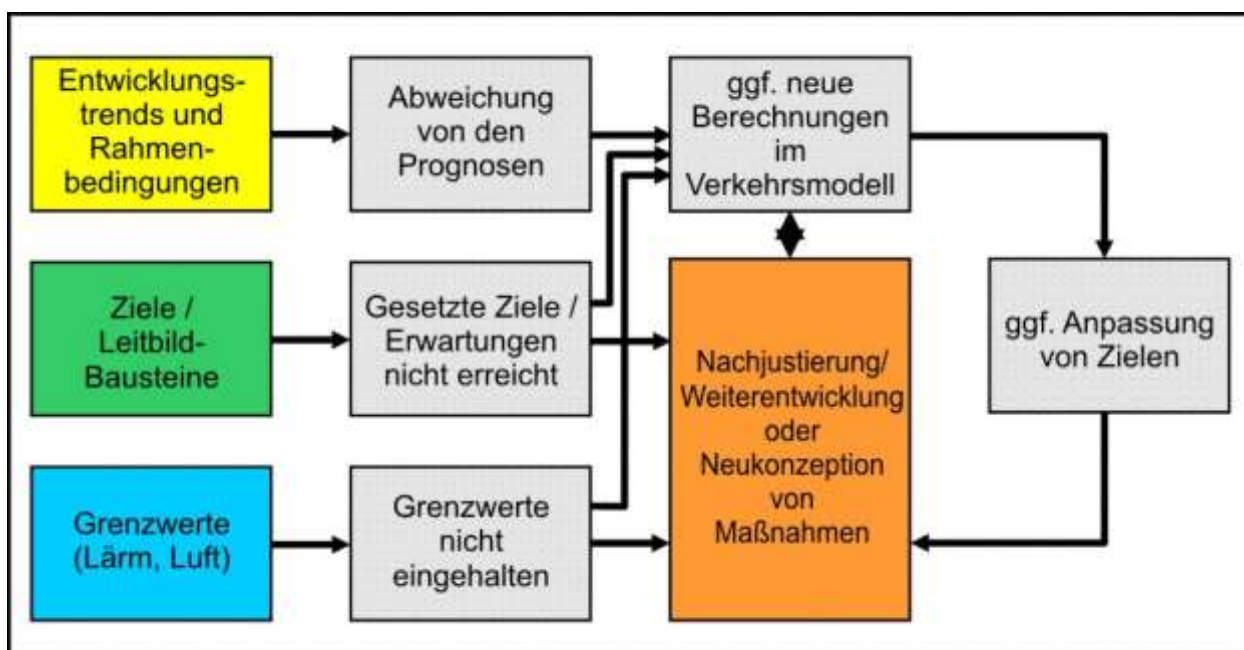 Entwicklungs-
trends und
Rahmen-
bedingungen
Abweichung
von den
Prognosen
ggf. neue
Berechnungen
im
Verkehrsmodell
Ziele /
Leitbild-
Bausteine
Gesetzte Ziele /
Erwartungen
nicht erreicht
Nachjustierung/
Weiterentwicklung
oder
Neukonzeption
von
Maßnahmen
ggf. Anpassung
von Zielen
Grenzwerte
(Lärm, Luft)
Grenzwerte
nicht
eingehalten